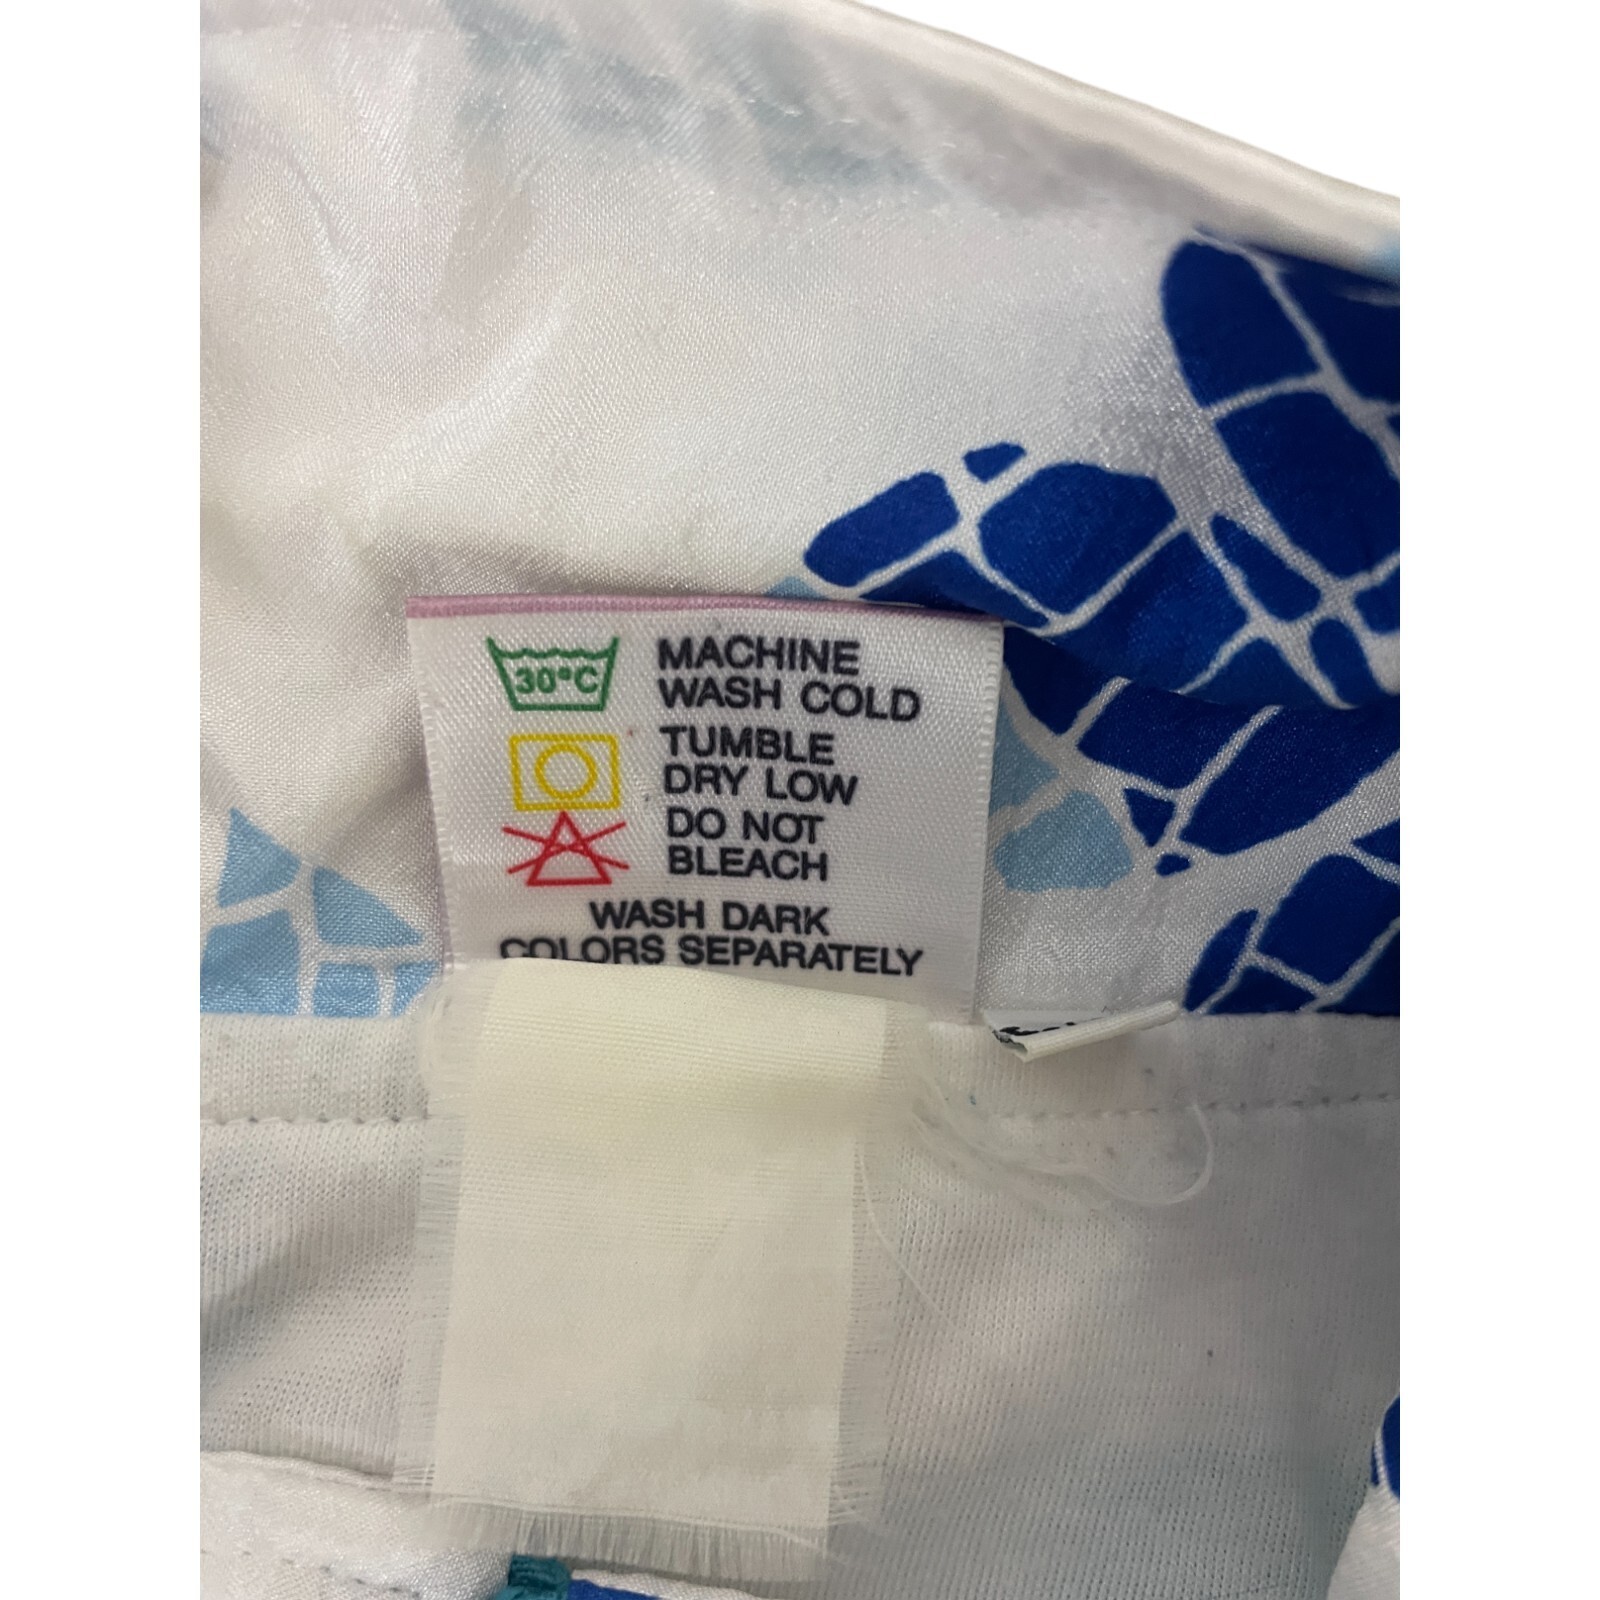 30°C
MACHINE
WASH COLD
TUMBLE
DRY LOW
DO NOT
BLEACH
WASH DARK
COLORS SEPARATELY